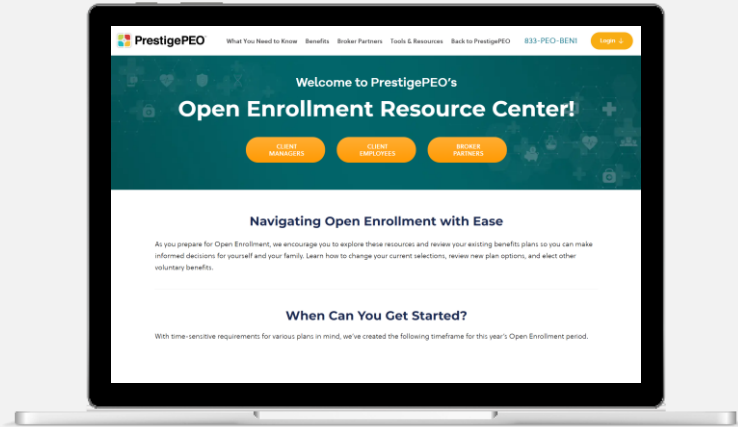 PrestigePEO
What You Need to Know Benefits Broker Partners Tools & Resources Back to PrestigePEO 833-PEO-BEN1 Login
Welcome to PrestigePEO's
Open Enrollment Resource Center!
CLIENT MANAGERS
CLIENT EMPLOYEES
BROKER PARTNERS
Navigating Open Enrollment with Ease
As you prepare for Open Enrollment, we encourage you to explore these resources and review your existing benefits plans so you can make
informed decisions for yourself and your family. Learn how to change your current selections, review new plan options, and elect other
voluntary benefits.
When Can You Get Started?
With time-sensitive requirements for various plans in mind, we've created the following timeframe for this year's Open Enrollment period.